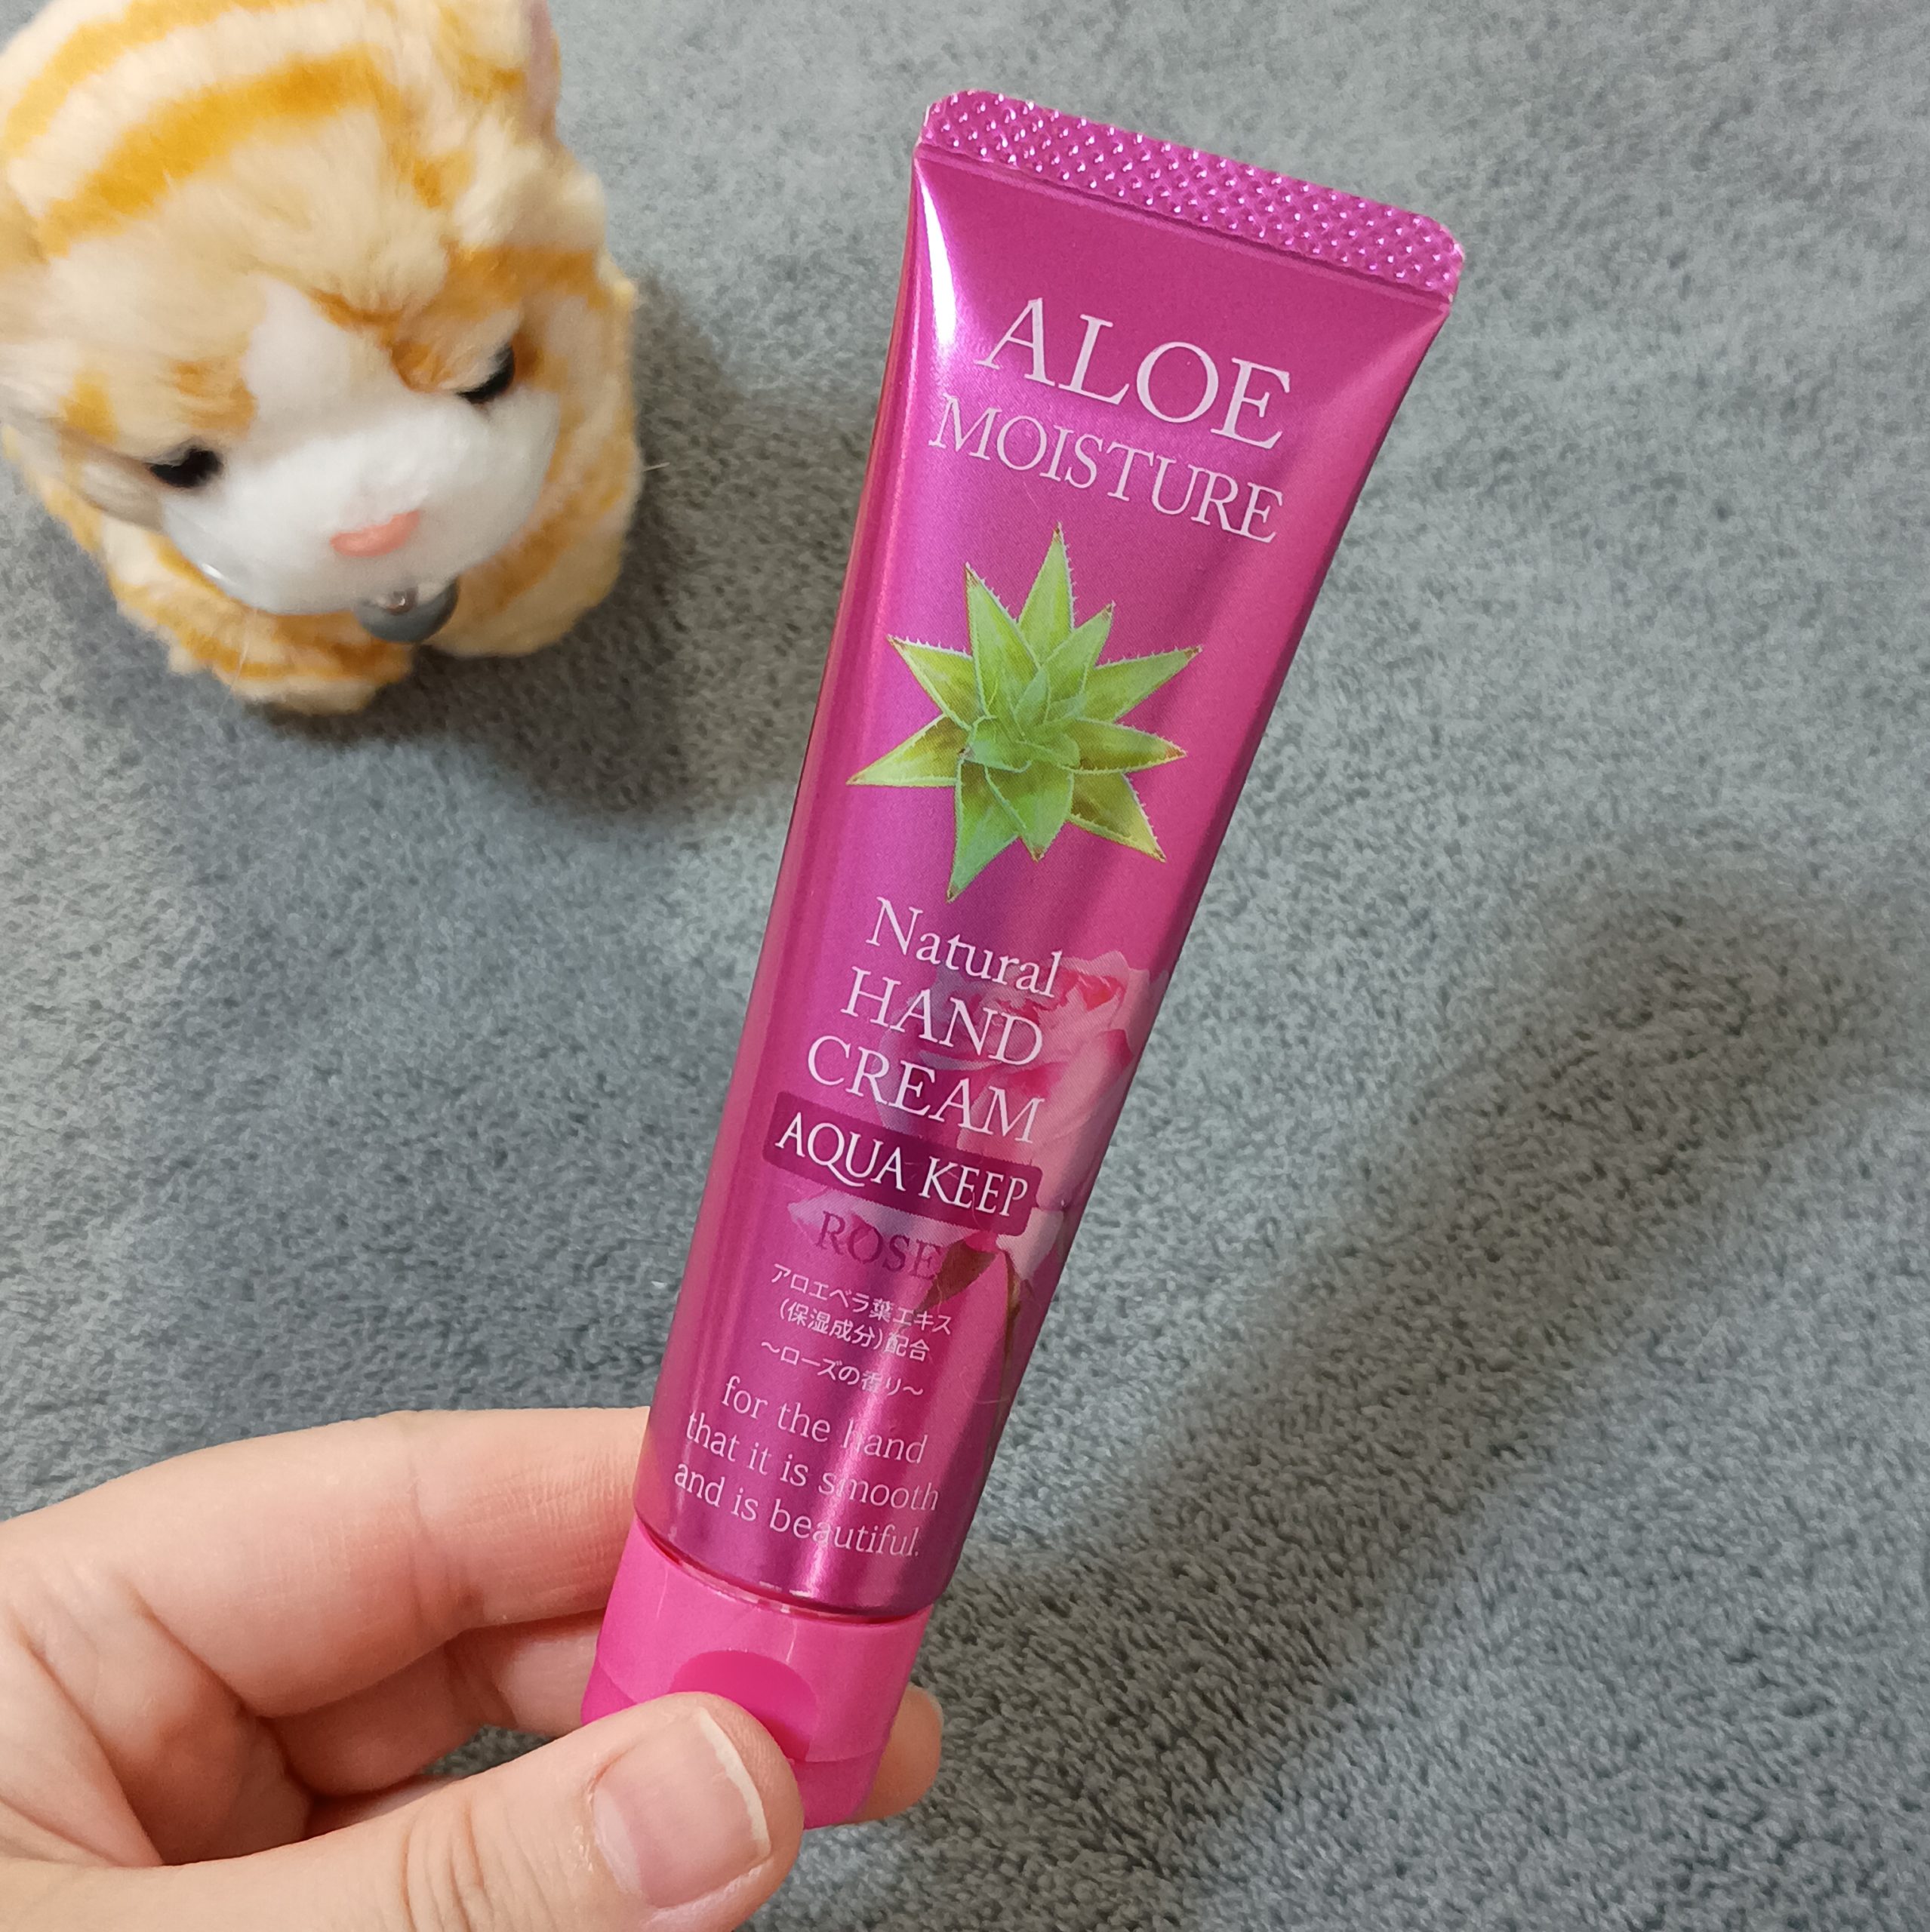 ALOE
MOISTURE
Natural
HAND
CREAM
AQUA KEEP
ROSE
アロエベラ葉エキス
(保湿成分)配合
～ローズの香り～
for the hand
that it is smooth
and is beautiful.